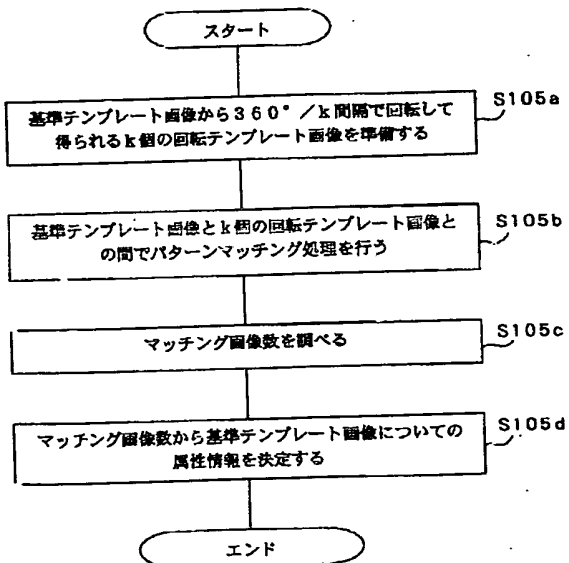 スタート
基準テンプレート画像から360°/k間隔で回転して
得られるk個の回転テンプレート画像を準備する
S105a
基準テンプレート画像とk個の回転テンプレート画像と
の間でパターンマッチング処理を行う
S105b
マッチング画像数を調べる
S105c
マッチング画像数から基準テンプレート画像についての
属性情報を決定する
S105d
エンド